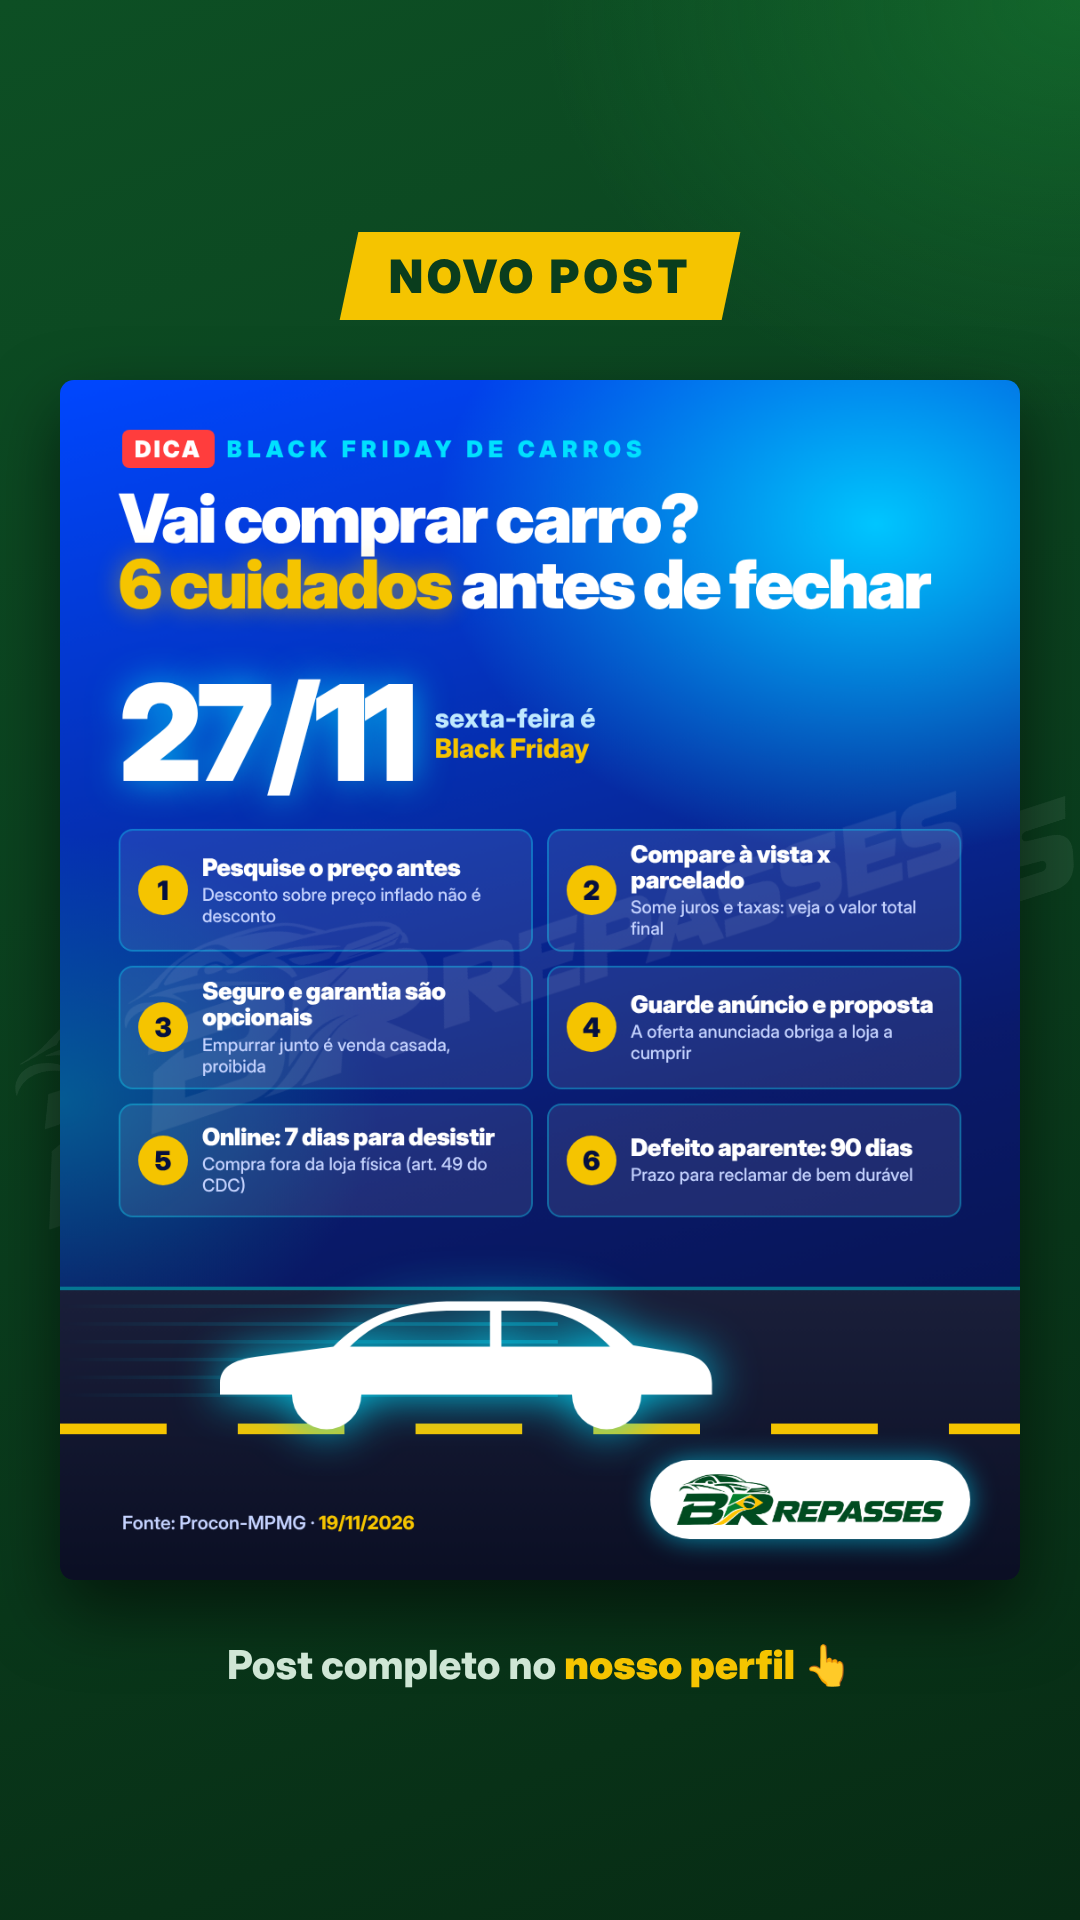 NOVO POST
DICA BLACK FRIDAY DE CARROS
Vai comprar carro?
6 cuidados antes de fechar
27/11
sexta-feira é
Black Friday
1
Pesquise o preço antes
Desconto sobre preço inflado não é
desconto
2
Compare à vista x
parcelado
Some juros e taxas: veja o valor total
final
3
Seguro e garantia são
opcionais
Empurrar junto é venda casada,
proibida
4
Guarde anúncio e proposta
A oferta anunciada obriga a loja a
cumprir
5
Online: 7 dias para desistir
Compra fora da loja física (art. 49 do
CDC)
6
Defeito aparente: 90 dias
Prazo para reclamar de bem durável
BR REPASSES
Fonte: Procon-MPMG · 19/11/2026
BR REPASSES
Post completo no nosso perfil 👆